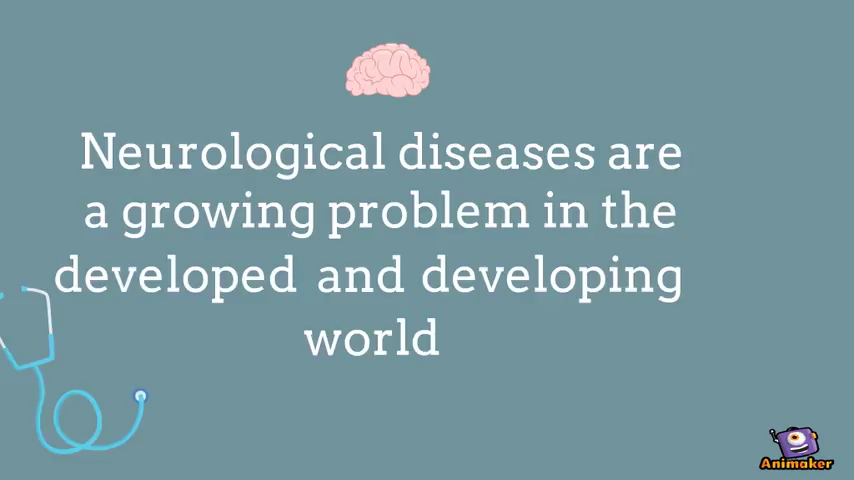 Neurological diseases are
a growing problem in the
developed and developing
world
Animaker